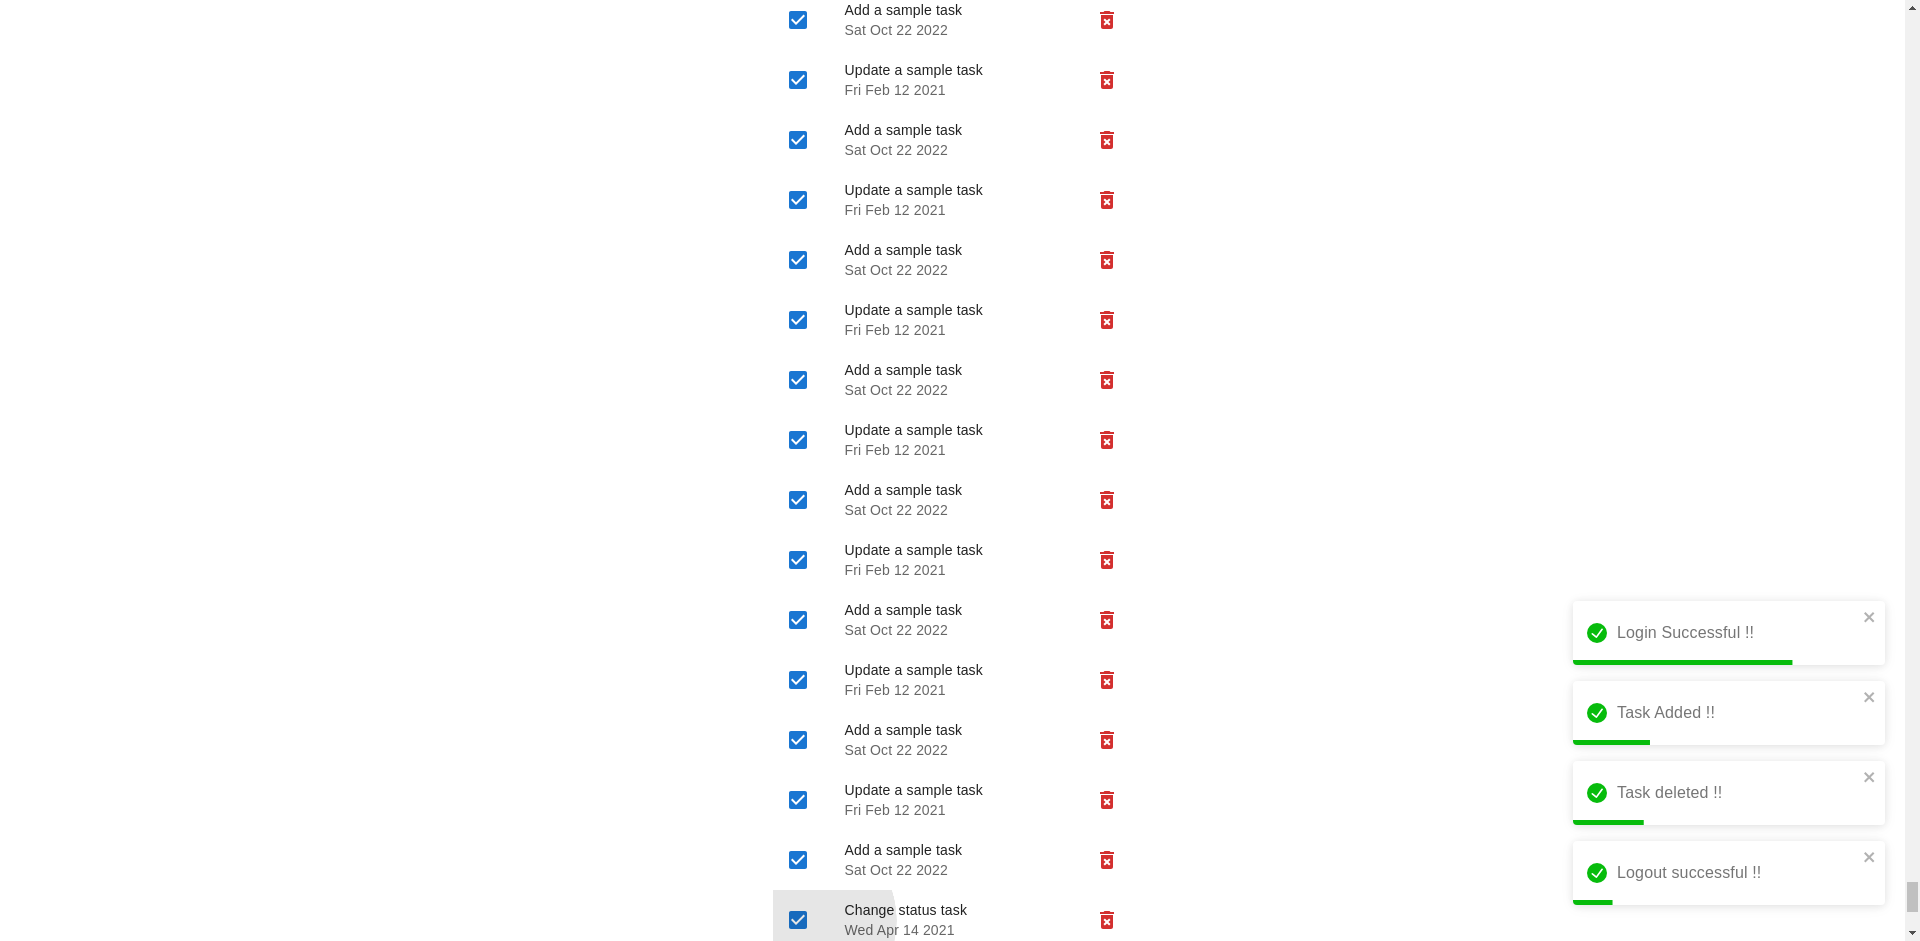 Add a sample task
Sat Oct 22 2022
Update a sample task
Fri Feb 12 2021
Add a sample task
Sat Oct 22 2022
Update a sample task
Fri Feb 12 2021
Add a sample task
Sat Oct 22 2022
Update a sample task
Fri Feb 12 2021
Add a sample task
Sat Oct 22 2022
Update a sample task
Fri Feb 12 2021
Add a sample task
Sat Oct 22 2022
Update a sample task
Fri Feb 12 2021
Add a sample task
Sat Oct 22 2022
Update a sample task
Fri Feb 12 2021
Add a sample task
Sat Oct 22 2022
Update a sample task
Fri Feb 12 2021
Add a sample task
Sat Oct 22 2022
Change status task
Wed Apr 14 2021
Login Successful !!
Task Added !!
Task deleted !!
Logout successful !!